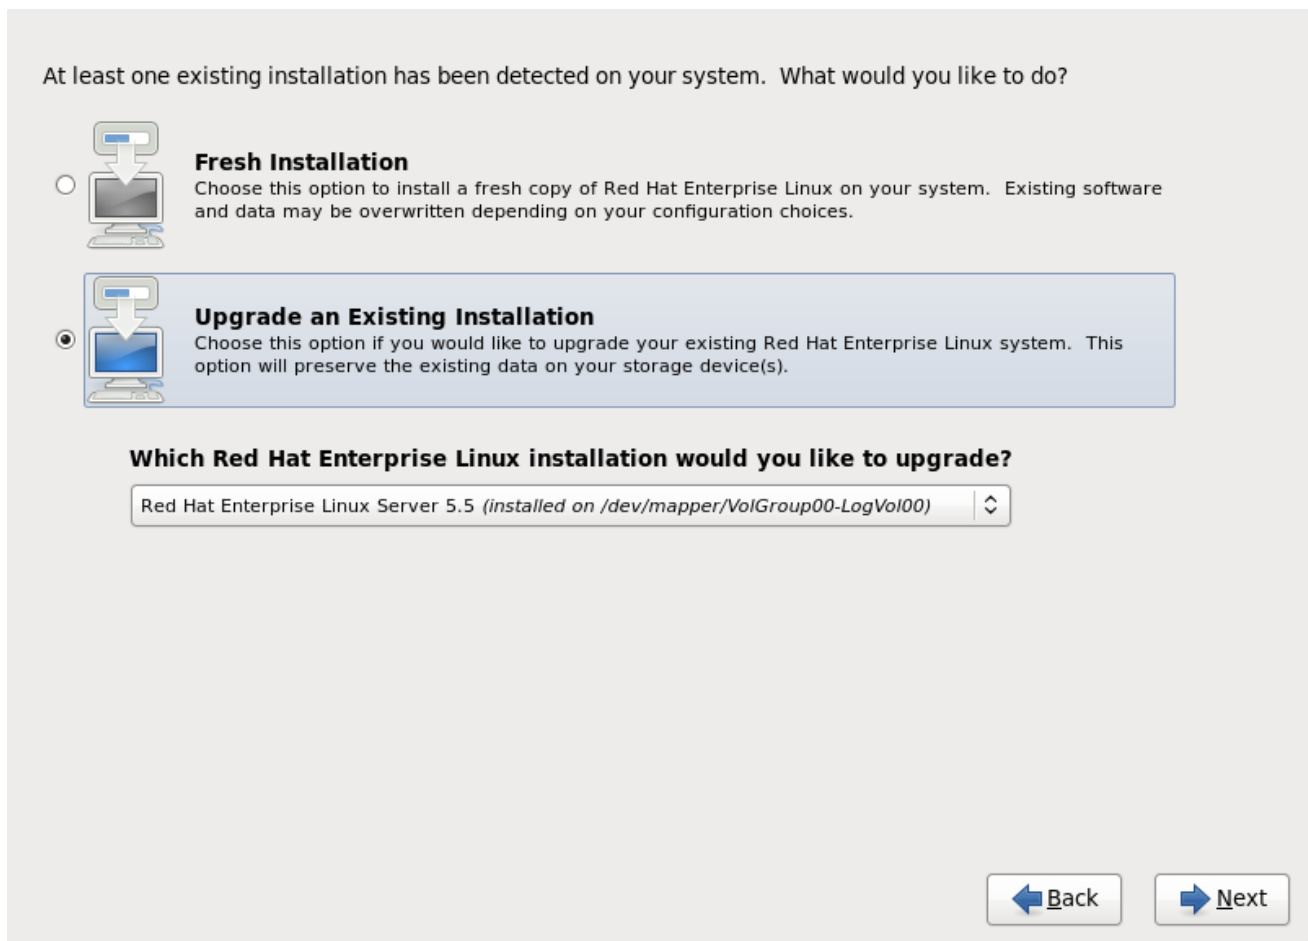 At least one existing installation has been detected on your system.  What would you like to do?
Fresh Installation
Choose this option to install a fresh copy of Red Hat Enterprise Linux on your system.  Existing software
and data may be overwritten depending on your configuration choices.
Upgrade an Existing Installation
Choose this option if you would like to upgrade your existing Red Hat Enterprise Linux system.  This
option will preserve the existing data on your storage device(s).
Which Red Hat Enterprise Linux installation would you like to upgrade?
Red Hat Enterprise Linux Server 5.5 (installed on /dev/mapper/VolGroup00-LogVol00)
Back Next